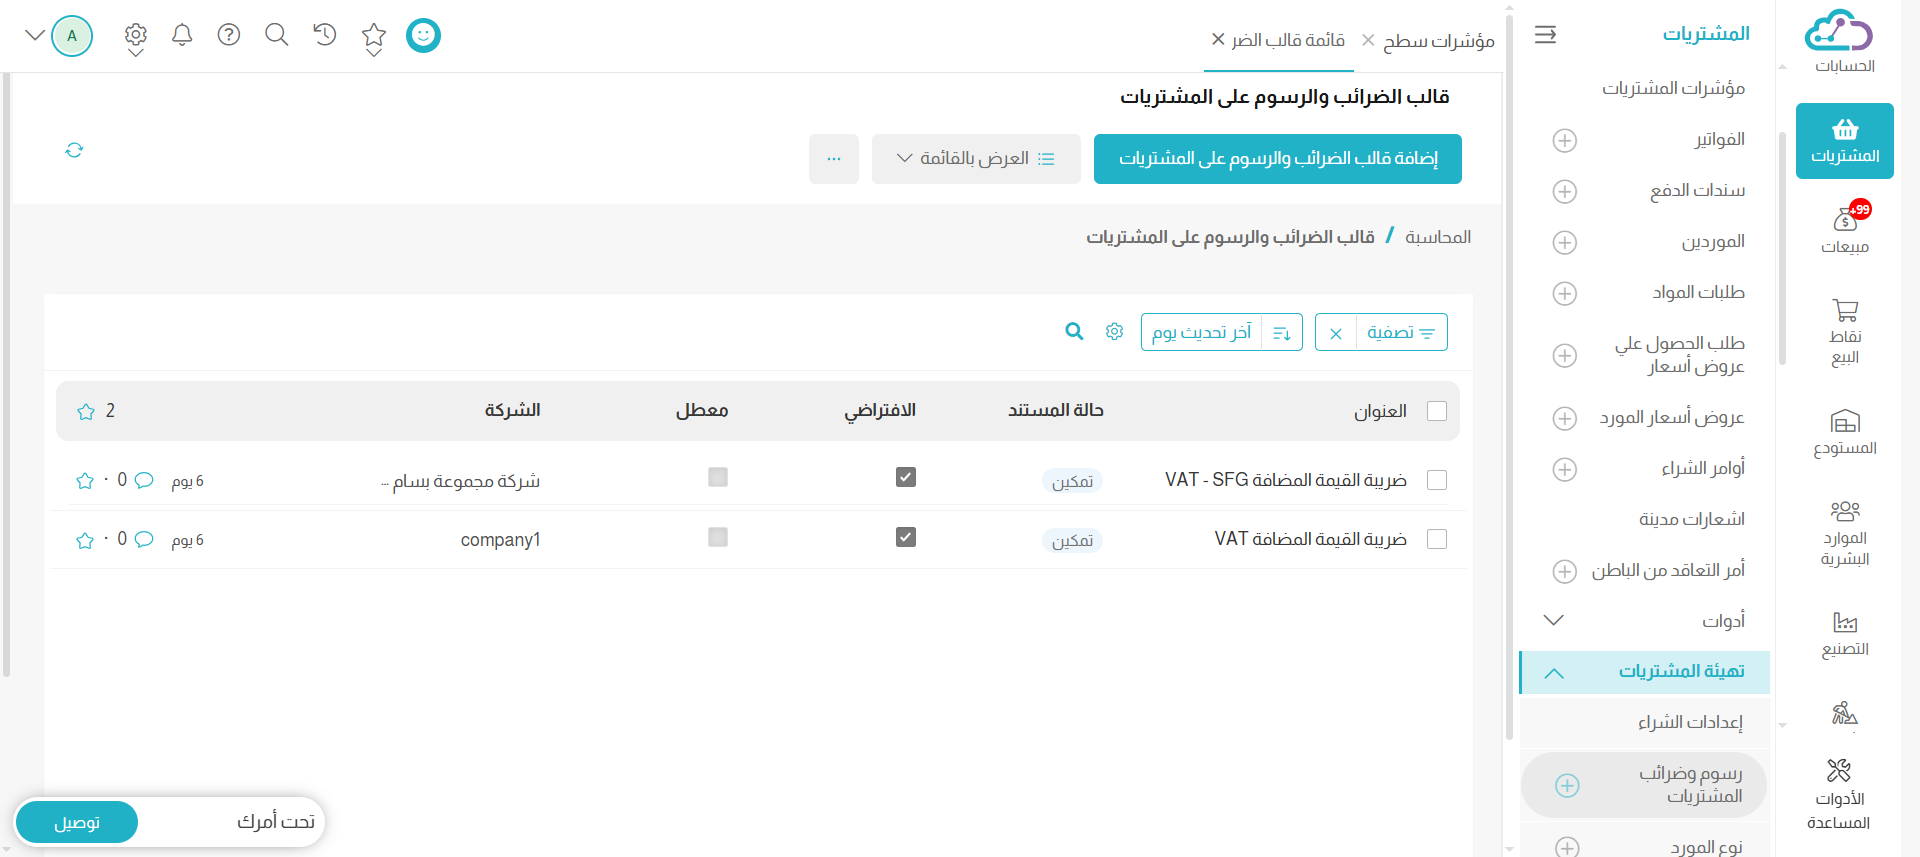 الحسابات
المشتريات
+99
مبيعات
نقاط
البيع
المستودع
الموارد
البشرية
التصنيع
الأدوات
المساعدة
المشتريات
مؤشرات المشتريات
الفواتير
سندات الدفع
الموردين
طلبات المواد
طلب الحصول علي
عروض أسعار
عروض أسعار المورد
أوامر الشراء
اشعارات مدينة
أمر التعاقد من الباطن
أدوات
تهيئة المشتريات
إعدادات الشراء
رسوم وضرائب
المشتريات
نوع المورد
مؤشرات سطح
قائمة قالب الضر
A
قالب الضرائب والرسوم على المشتريات
إضافة قالب الضرائب والرسوم على المشتريات
العرض بالقائمة
...
المحاسبة / قالب الضرائب والرسوم على المشتريات
تصفية
آخر تحديث يوم
العنوان حالة المستند الافتراضي معطل الشركة 2
ضريبة القيمة المضافة VAT - SFG تمكين شركة مجموعة بسام ... 6 يوم 0 ·
ضريبة القيمة المضافة VAT تمكين company1 6 يوم 0 ·
تحت أمرك
توصيل